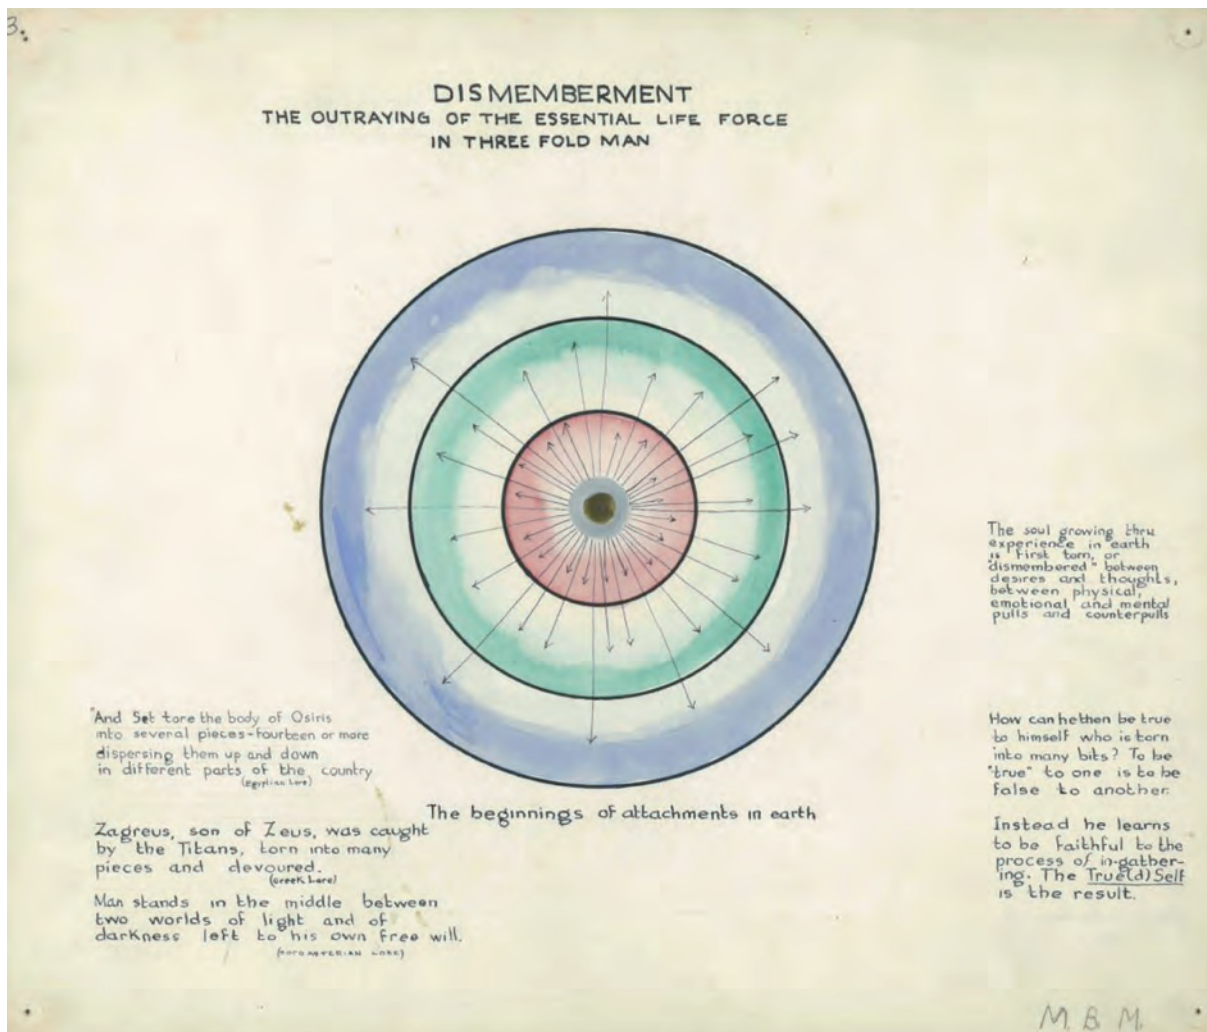 3.
DISMEMBERMENT
THE OUTRAYING OF THE ESSENTIAL LIFE FORCE
IN THREE FOLD MAN
The soul growing thru
experience in earth
is first torn, or
"dismembered" between
desires and thoughts,
between physical,
emotional and mental
pulls and counterpulls
"And Set tore the body of Osiris
into several pieces-fourteen or more
dispersing them up and down
in different parts of the country
(Egyptian Lore)
How can he then be true
to himself who is torn
into many bits? To be
"true" to one is to be
false to another.
The beginnings of attachments in earth
Zagreus, son of Zeus, was caught
by the Titans, torn into many
pieces and devoured.
(Greek Lore)
Instead he learns
to be faithful to the
process of in-gather-
ing. The True(d) Self
is the result.
Man stands in the middle between
two worlds of light and of
darkness left to his own free will.
(ZOROASTERIAN LORE)
M. B. M.